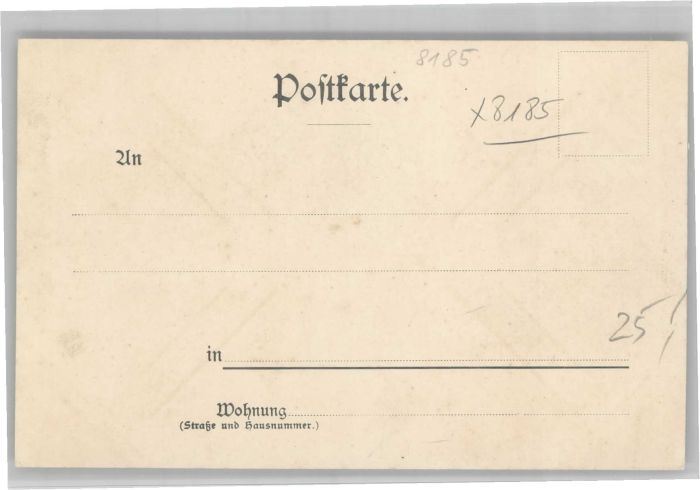 8185
Poſtkarte.
x8185
An
25,
in
Wohnung
(Straße und Hausnummer.)